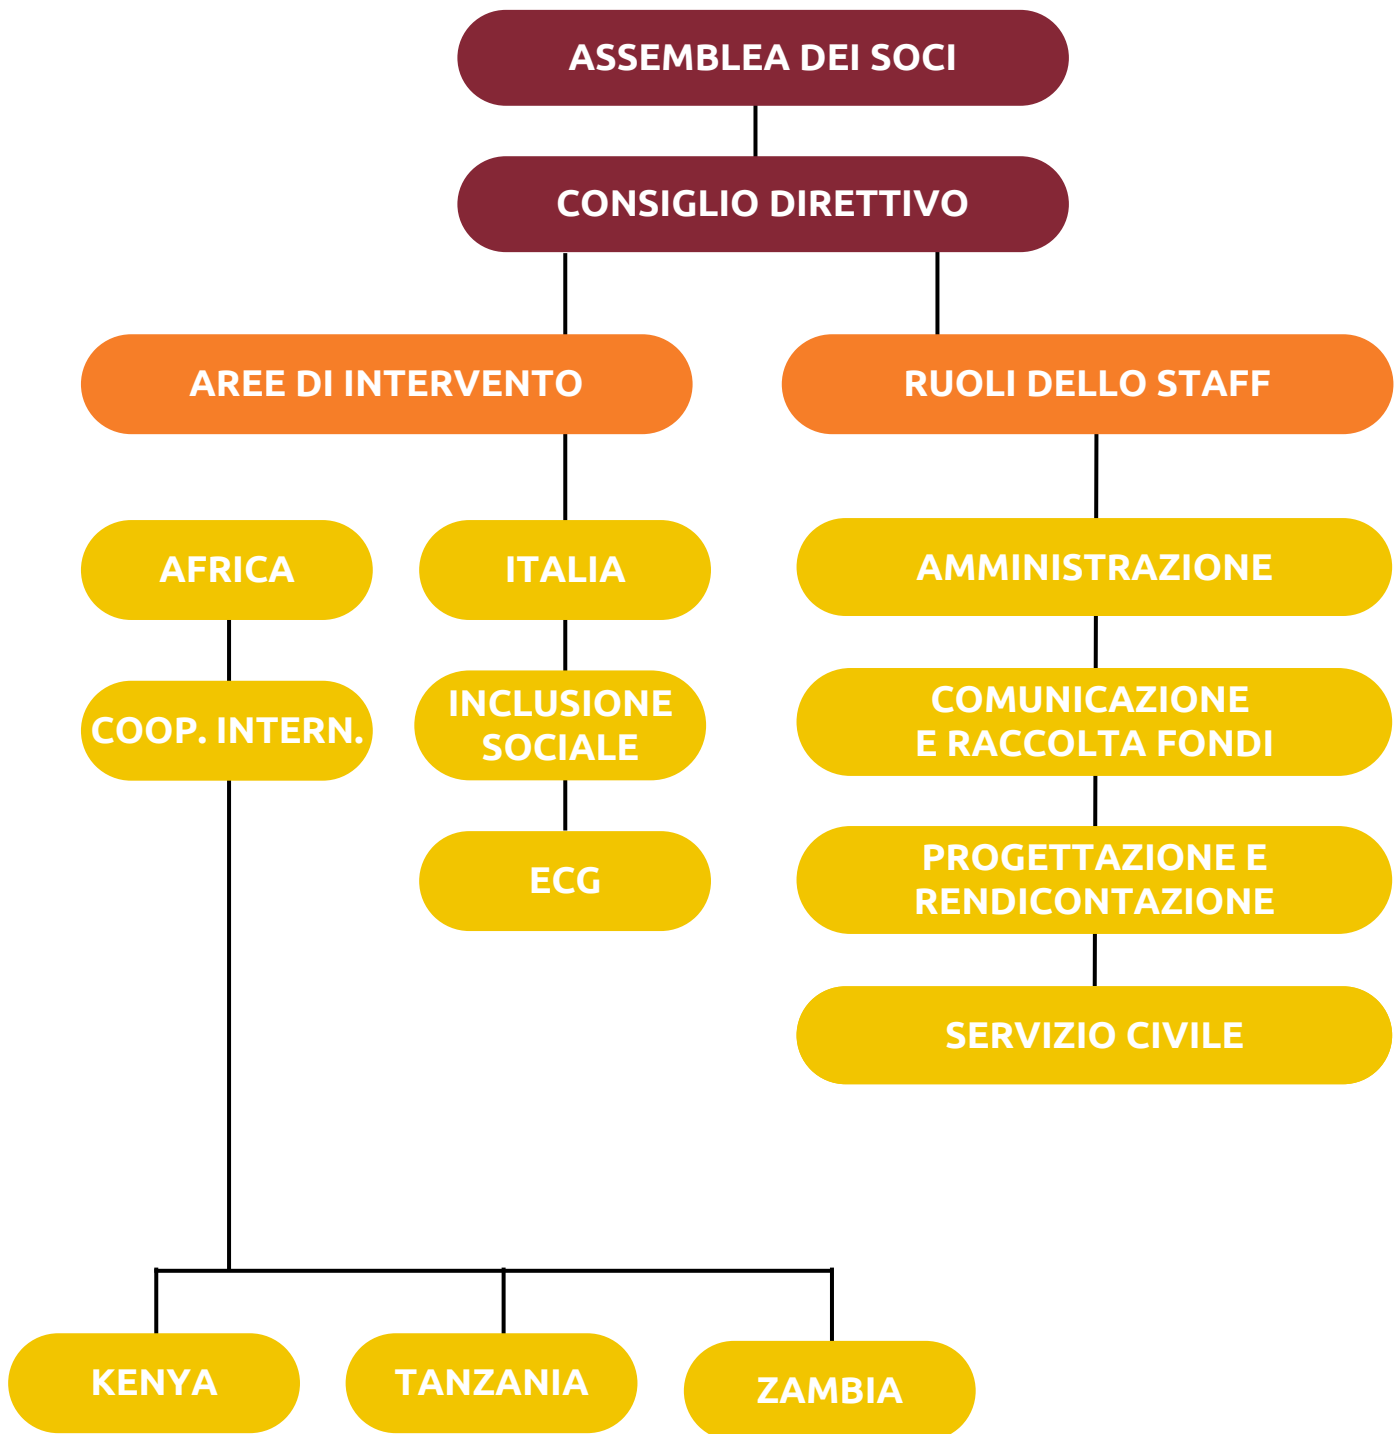 ASSEMBLEA DEI SOCI
CONSIGLIO DIRETTIVO
AREE DI INTERVENTO
RUOLI DELLO STAFF
AFRICA
ITALIA
AMMINISTRAZIONE
COOP. INTERN.
INCLUSIONE
SOCIALE
COMUNICAZIONE
E RACCOLTA FONDI
ECG
PROGETTAZIONE E
RENDICONTAZIONE
SERVIZIO CIVILE
KENYA
TANZANIA
ZAMBIA